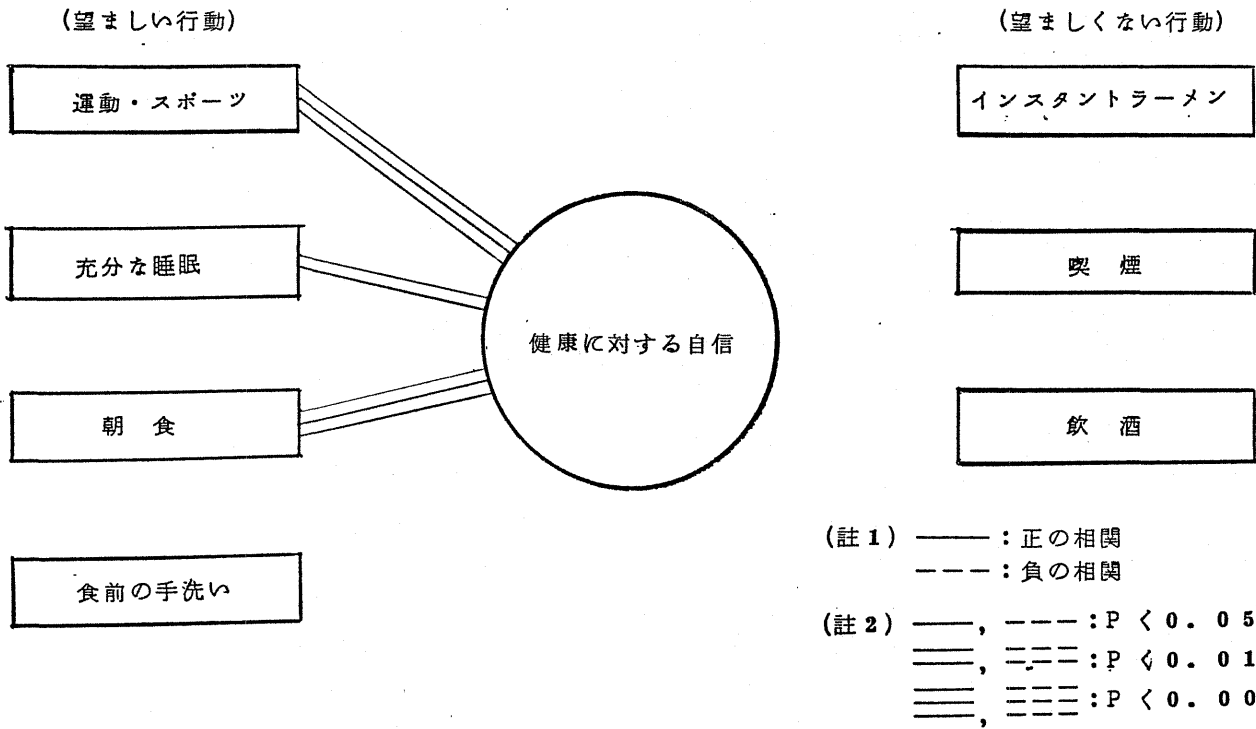 (望ましい行動)
(望ましくない行動)
運動・スポーツ
インスタントラーメン
充分な睡眠
喫 煙
健康に対する自信
朝 食
飲 酒
食前の手洗い
(註1) ――― : 正の相関
--- : 負の相関
(註2) ――, --- : P < 0. 05
, : P < 0. 01
, : P < 0. 00